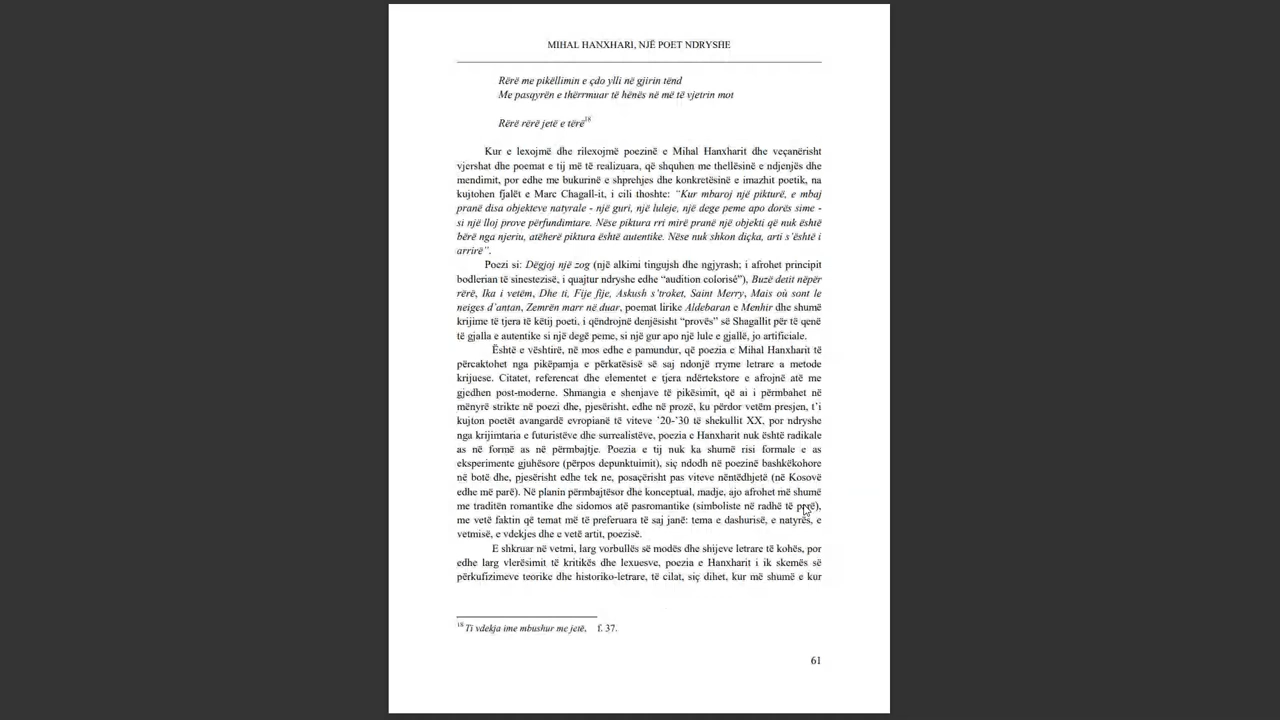 MIHAL HANXHARI, NJË POET NDRYSHE
Rërë me pikëllimin e çdo ylli në gjirin tënd
Me pasqyrën e thërrmuar të hënës në më të vjetrin mot
Rërë rërë jetë e tërë18
Kur e lexojmë dhe rilexojmë poezinë e Mihal Hanxharit dhe veçanërisht
vjershat dhe poemat e tij më të realizuara, që shquhen me thellësinë e ndjenjës dhe
mendimit, por edhe me bukurinë e shprehjes dhe konkretësinë e imazhit poetik, na
kujtohen fjalët e Marc Chagall-it, i cili thoshte: “Kur mbaroj një pikturë, e mbaj
pranë disa objekteve natyrale - një guri, një luleje, një dege peme apo dorës sime -
si një lloj prove përfundimtare. Nëse piktura rri mirë pranë një objekti që nuk është
bërë nga njeriu, atëherë piktura është autentike. Nëse nuk shkon diçka, arti s’është i
arrirë”.
Poezi si: Dëgjoj një zog (një alkimi tingujsh dhe ngjyrash; i afrohet principit
bodlerian të sinestezisë, i quajtur ndryshe edhe “audition colorisé”), Buzë detit nëpër
rërë, Ika i vetëm, Dhe ti, Fije fije, Askush s’troket, Saint Merry, Mais où sont le
neiges d’antan, Zemrën marr në duar, poemat lirike Aldebaran e Menhir dhe shumë
krijime të tjera të këtij poeti, i qëndrojnë denjësisht “provës” së Shagallit për të qenë
të gjalla e autentike si një degë peme, si një gur apo një lule e gjallë, jo artificiale.
Është e vështirë, në mos edhe e pamundur, që poezia e Mihal Hanxharit të
përcaktohet nga pikëpamja e përkatësisë së saj ndonjë rryme letrare a metode
krijuese. Citatet, referencat dhe elementet e tjera ndërtekstore e afrojnë atë me
gjedhen post-moderne. Shmangia e shenjave të pikësimit, që ai i përmbahet në
mënyrë strikte në poezi dhe, pjesërisht, edhe në prozë, ku përdor vetëm presjen, t’i
kujton poetët avangardë evropianë të viteve ’20-’30 të shekullit XX, por ndryshe
nga krijimtaria e futuristëve dhe surrealistëve, poezia e Hanxharit nuk është radikale
as në formë as në përmbajtje. Poezia e tij nuk ka shumë risi formale e as
eksperimente gjuhësore (përpos depunktuimit), siç ndodh në poezinë bashkëkohore
në botë dhe, pjesërisht edhe tek ne, posaçërisht pas viteve nëntëdhjetë (në Kosovë
edhe më parë). Në planin përmbajtësor dhe konceptual, madje, ajo afrohet më shumë
me traditën romantike dhe sidomos atë pasromantike (simboliste në radhë të parë),
me vetë faktin që temat më të preferuara të saj janë: tema e dashurisë, e natyrës, e
vetmisë, e vdekjes dhe e vetë artit, poezisë.
E shkruar në vetmi, larg vorbullës së modës dhe shijeve letrare të kohës, por
edhe larg vlerësimit të kritikës dhe lexuesve, poezia e Hanxharit i ik skemës së
përkufizimeve teorike dhe historiko-letrare, të cilat, siç dihet, kur më shumë e kur
18 Ti vdekja ime mbushur me jetë, f. 37.
61